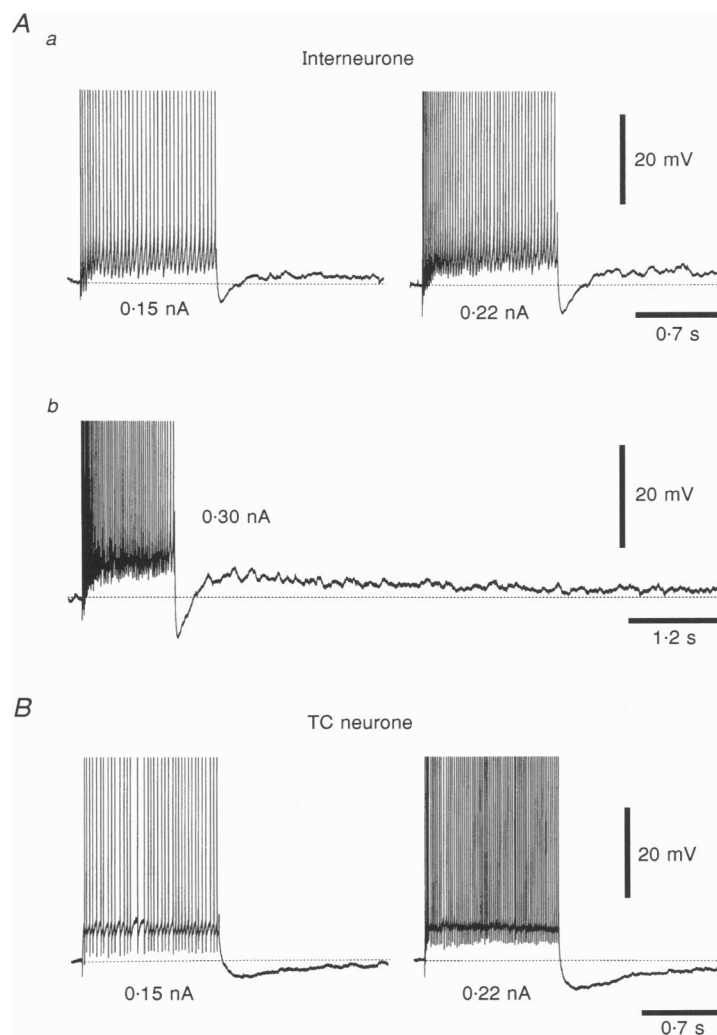 A
a
Interneurone
20 mV
0·15 nA
0·22 nA
0·7 s
b
0·30 nA
20 mV
1·2 s
B
TC neurone
20 mV
0·15 nA
0·22 nA
0·7 s